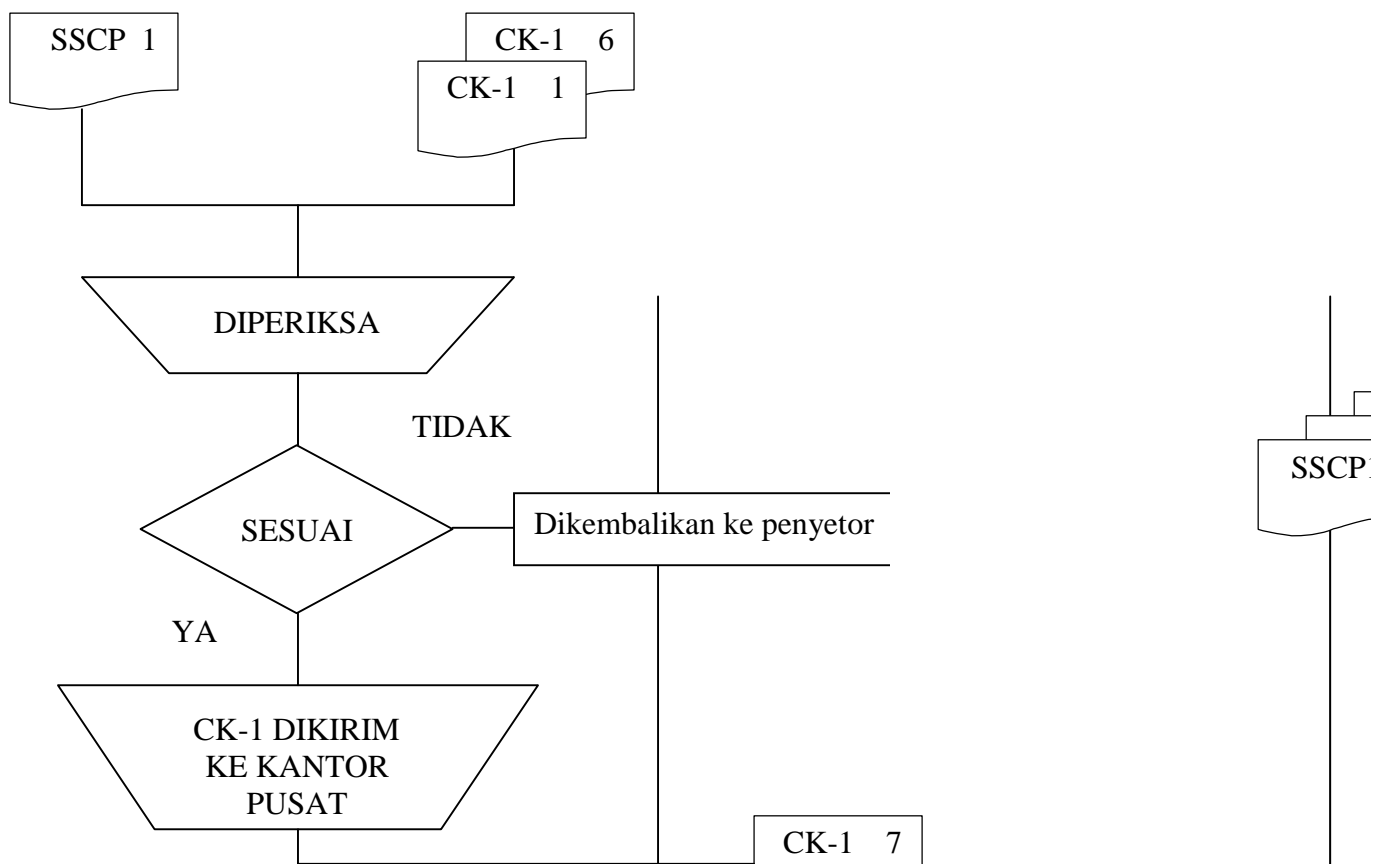 SSCP 1
CK-1 6
CK-1 1
DIPERIKSA
TIDAK
SSCP1
SESUAI
Dikembalikan ke penyetor
YA
CK-1 DIKIRIM
KE KANTOR
PUSAT
CK-1 7